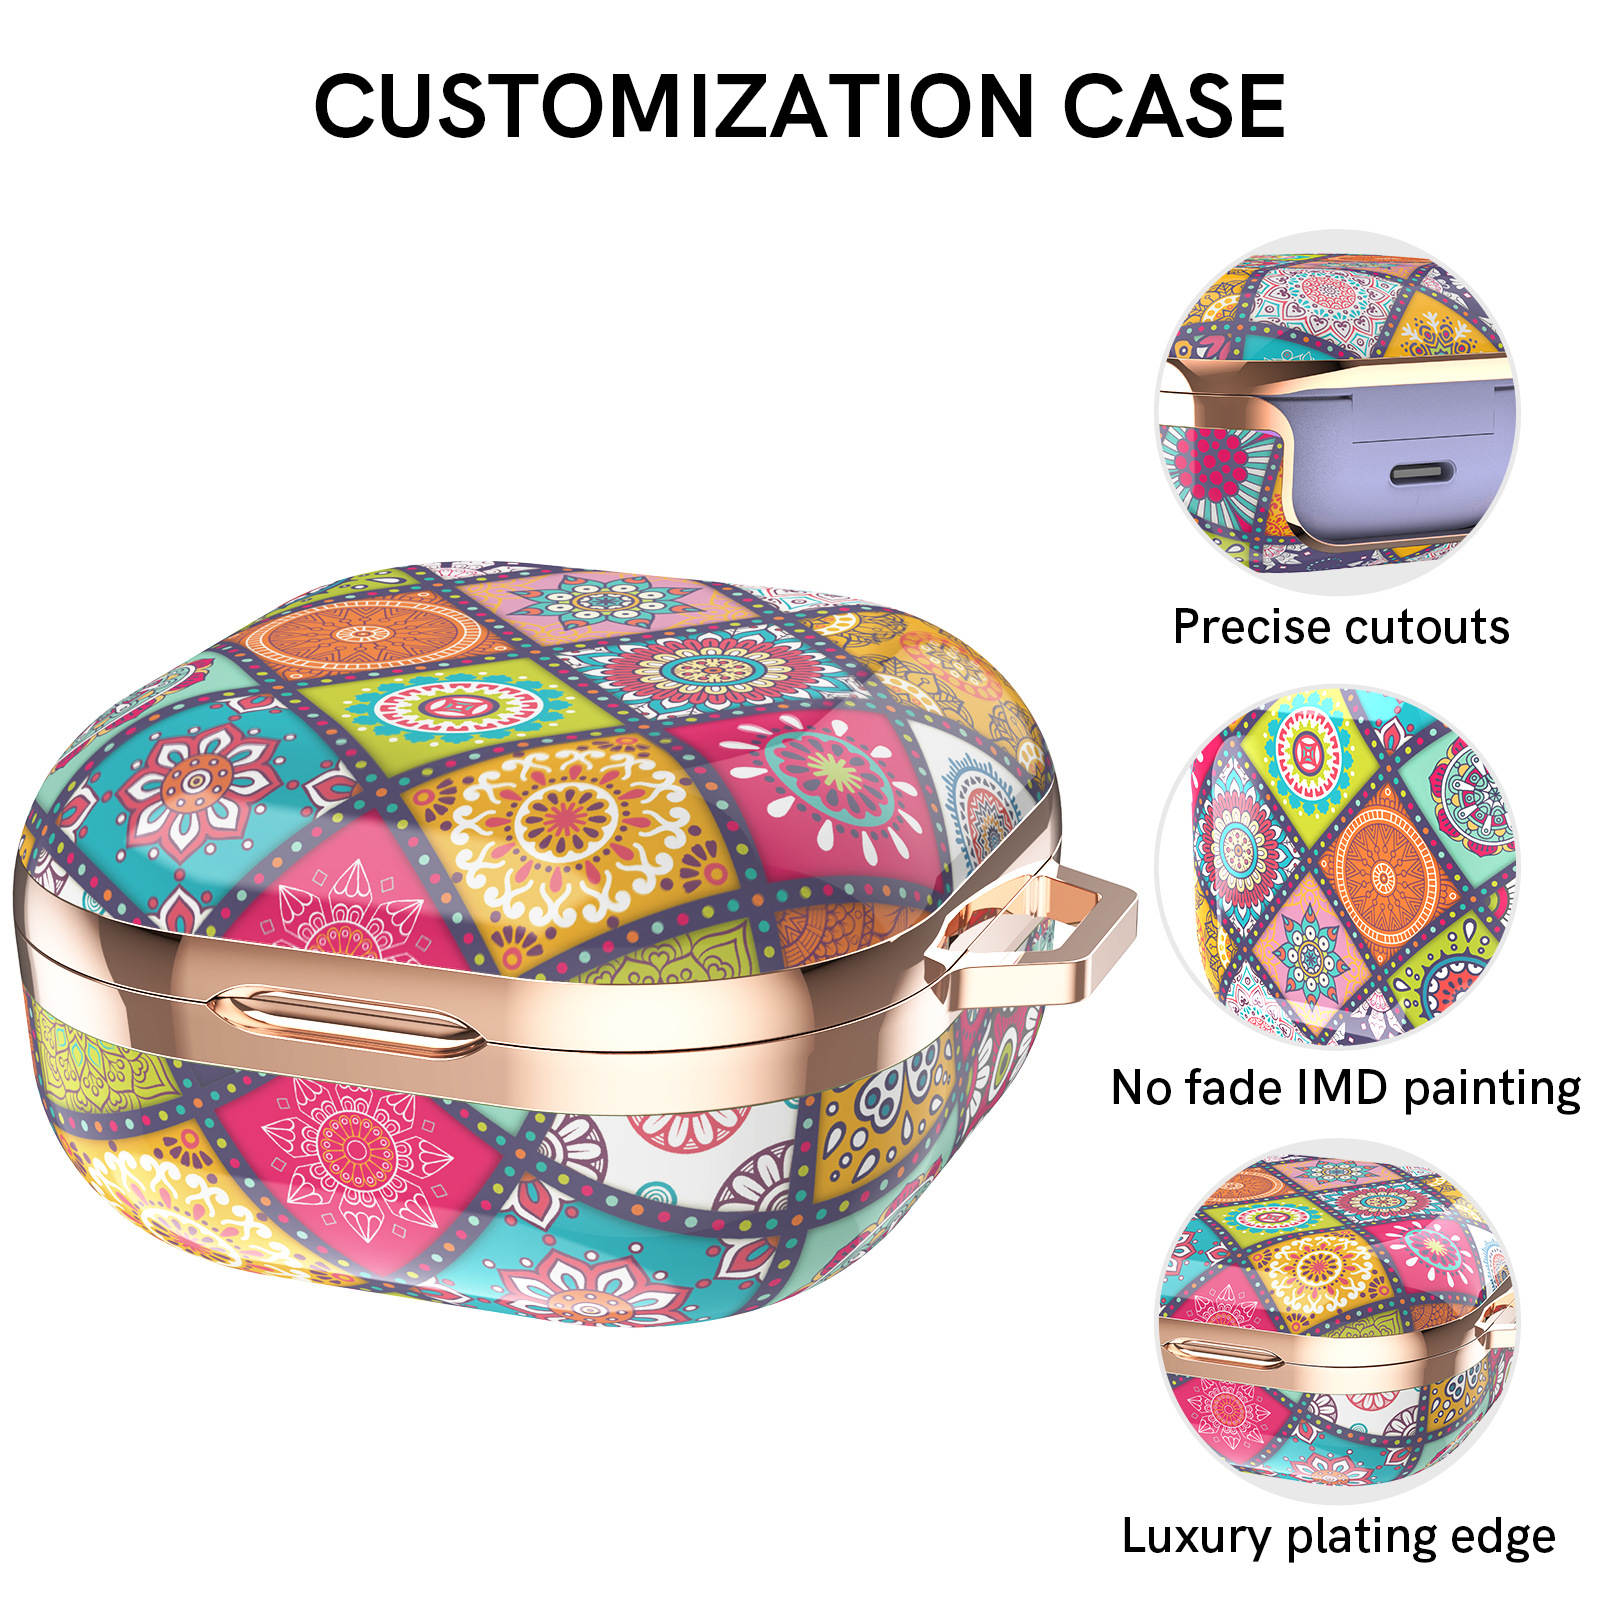 CUSTOMIZATION CASE
Precise cutouts
No fade IMD painting
Luxury plating edge